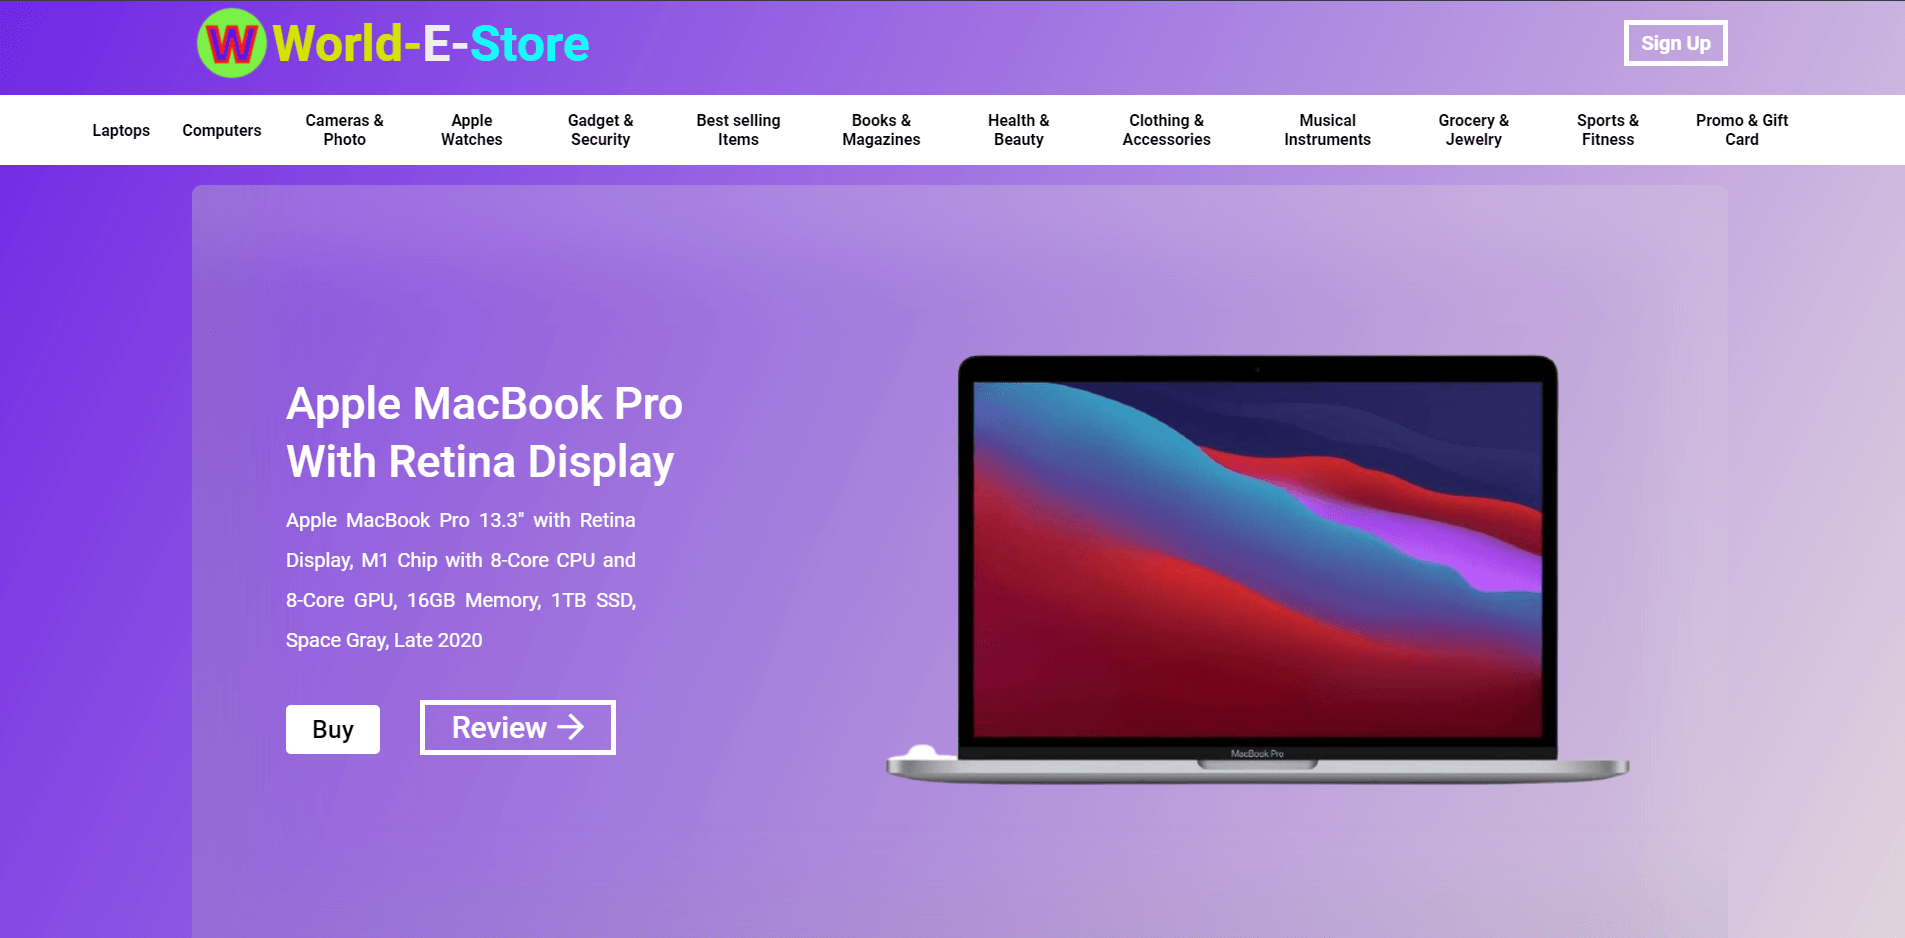 W World-E-Store
Sign Up
Laptops
Computers
Cameras &
Photo
Apple
Watches
Gadget &
Security
Best selling
Items
Books &
Magazines
Health &
Beauty
Clothing &
Accessories
Musical
Instruments
Grocery &
Jewelry
Sports &
Fitness
Promo & Gift
Card
Apple MacBook Pro
With Retina Display
Apple MacBook Pro 13.3" with Retina
Display, M1 Chip with 8-Core CPU and
8-Core GPU, 16GB Memory, 1TB SSD,
Space Gray, Late 2020
Buy
Review →
MacBook Pro